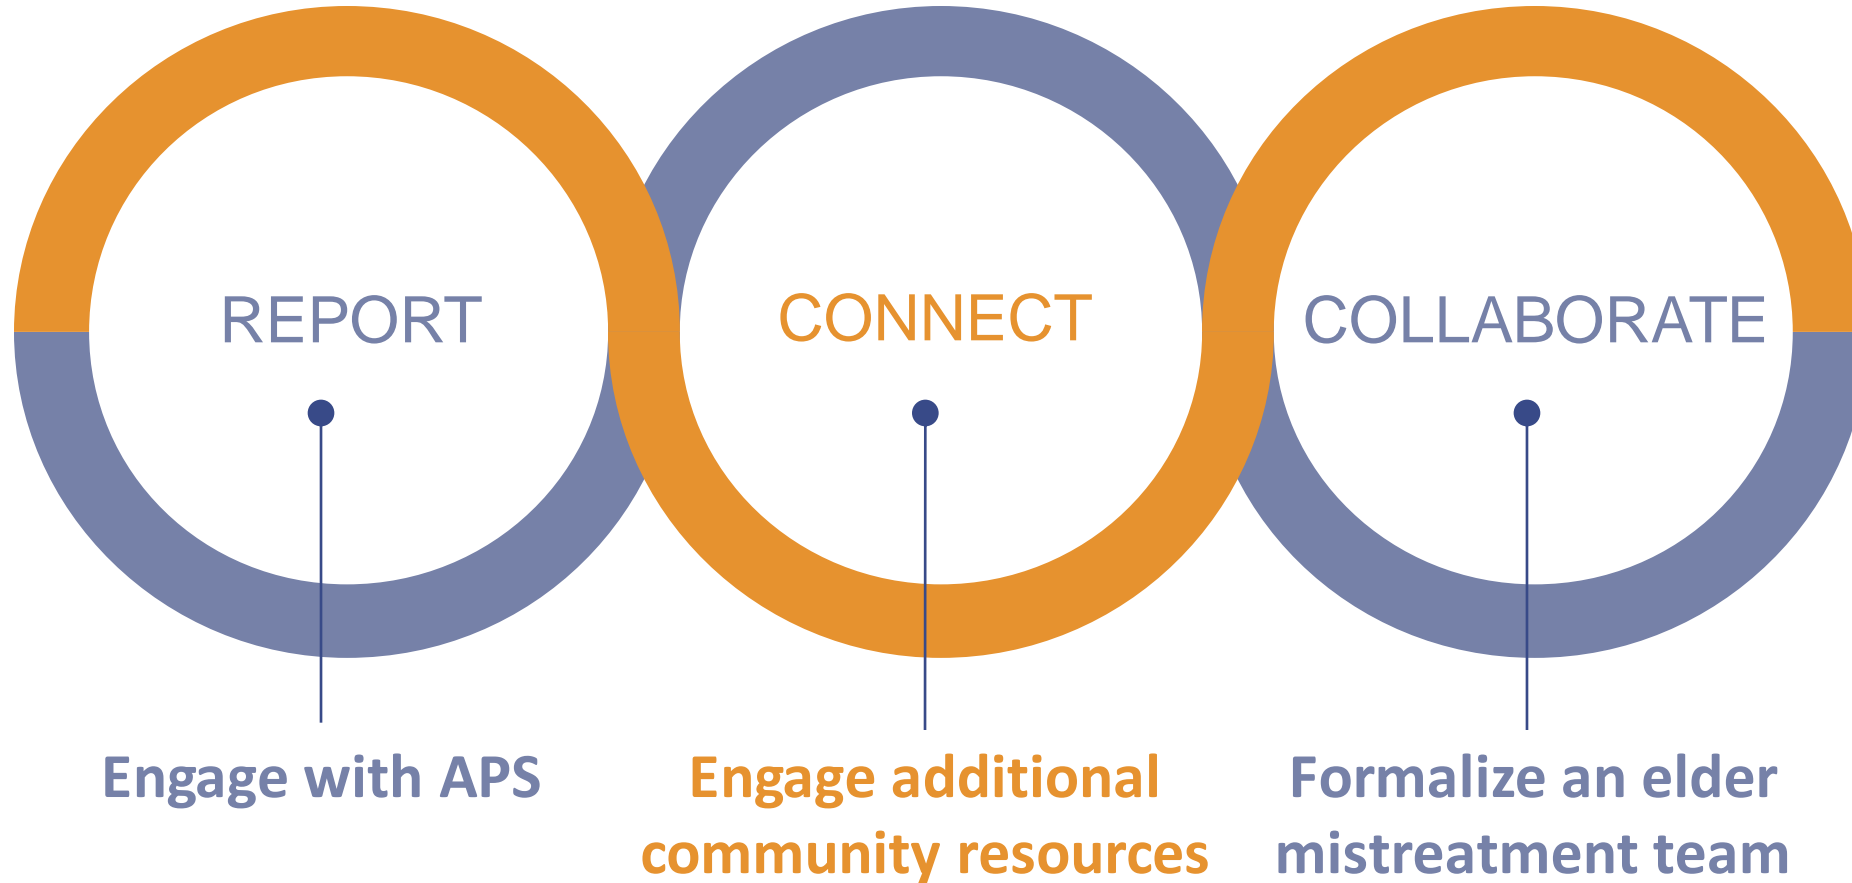 REPORT
CONNECT
COLLABORATE
Engage with APS
Engage additional
community resources
Formalize an elder
mistreatment team